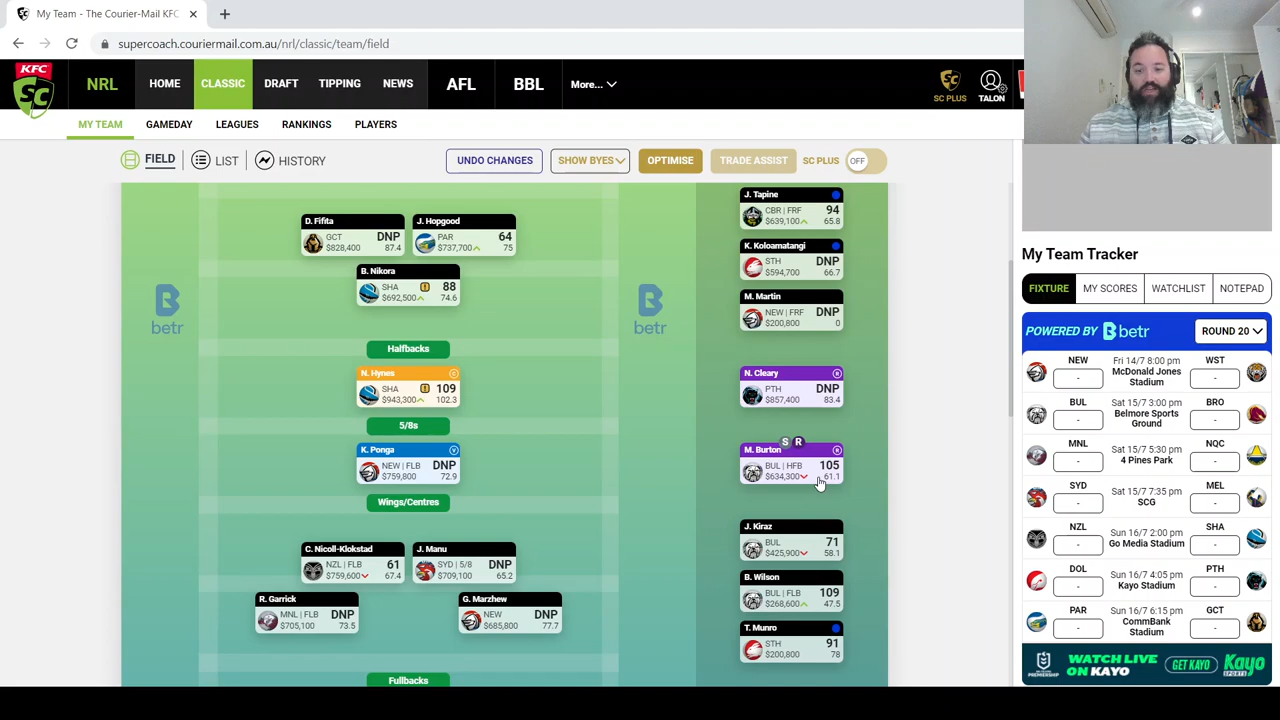 My Team - The Courier-Mail KFC
supercoach.couriermail.com.au/nrl/classic/team/field
KFC
SC
NRL
HOME
CLASSIC
DRAFT
TIPPING
NEWS
AFL
BBL
More...
SC PLUS
TALON
MY TEAM
GAMEDAY
LEAGUES
RANKINGS
PLAYERS
FIELD
LIST
HISTORY
UNDO CHANGES
SHOW BYES
OPTIMISE
TRADE ASSIST
SC PLUS
OFF
D. Fifita
GCT DNP
$828,400 87.4
J. Hopgood
PAR 64
$737,700 75
B. Nikora
SHA 88
$692,500 74.6
betr
betr
Halfbacks
N. Hynes C
SHA 109
$943,300 102.3
5/8s
K. Ponga V
NEW | FLB DNP
$759,800 72.9
Wings/Centres
C. Nicoll-Klokstad
NZL | FLB 61
$759,600 67.4
J. Manu
SYD | 5/8 DNP
$709,100 65.2
R. Garrick
MNL | FLB DNP
$705,100 73.5
G. Marzhew
NEW DNP
$685,800 77.7
Fullbacks
J. Tapine
CBR | FRF 94
$639,100 65.8
K. Koloamatangi
STH DNP
$594,700 66.7
M. Martin
NEW | FRF DNP
$200,800 0
N. Cleary R
PTH DNP
$857,400 83.4
S R
M. Burton R
BUL | HFB 105
$634,300 61.1
J. Kiraz
BUL 71
$425,900 58.1
B. Wilson
BUL | FLB 109
$268,600 47.5
T. Munro
STH 91
$200,800 78
My Team Tracker
FIXTURE
MY SCORES
WATCHLIST
NOTEPAD
POWERED BY betr
ROUND 20
NEW Fri 14/7 8:00 pm WST
- McDonald Jones Stadium -
BUL Sat 15/7 3:00 pm BRO
- Belmore Sports Ground -
MNL Sat 15/7 5:30 pm NQC
- 4 Pines Park -
SYD Sat 15/7 7:35 pm MEL
- SCG -
NZL Sun 16/7 2:00 pm SHA
- Go Media Stadium -
DOL Sun 16/7 4:05 pm PTH
- Kayo Stadium -
PAR Sun 16/7 6:15 pm GCT
- CommBank Stadium -
WATCH LIVE
ON KAYO
GET KAYO
Kayo
SPORTS